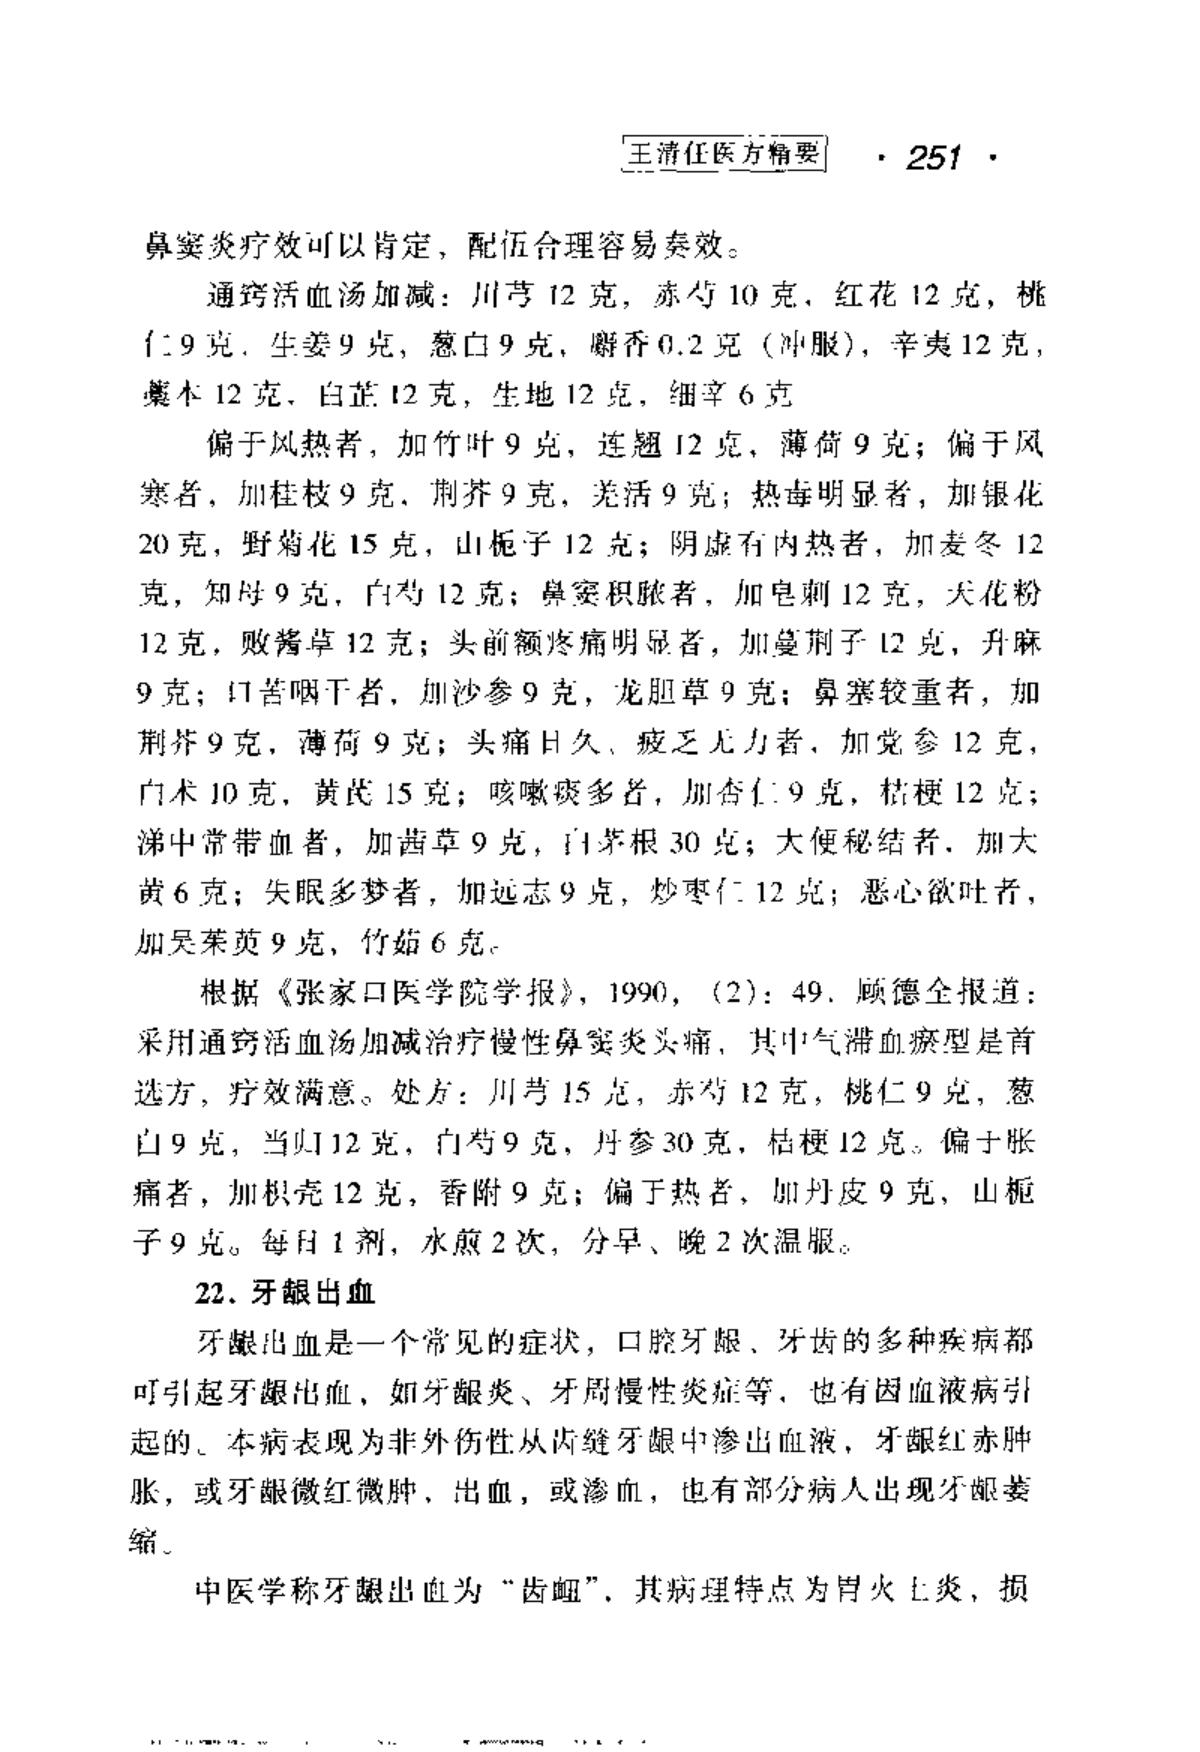 王清任医方精要 · 251 ·
鼻窦炎疗效可以肯定，配伍合理容易奏效。
通窍活血汤加减：川芎 12 克，赤芍 10 克，红花 12 克，桃
仁 9 克，生姜 9 克，葱白 9 克，麝香 0.2 克（冲服），辛夷 12 克，
藁本 12 克，白芷 12 克，生地 12 克，细辛 6 克
偏于风热者，加竹叶 9 克，连翘 12 克，薄荷 9 克；偏于风
寒者，加桂枝 9 克，荆芥 9 克，羌活 9 克；热毒明显者，加银花
20 克，野菊花 15 克，山栀子 12 克；阴虚有内热者，加麦冬 12
克，知母 9 克，白芍 12 克；鼻窦积脓者，加皂刺 12 克，天花粉
12 克，败酱草 12 克；头前额疼痛明显者，加蔓荆子 12 克，升麻
9 克；口苦咽干者，加沙参 9 克，龙胆草 9 克；鼻塞较重者，加
荆芥 9 克，薄荷 9 克；头痛日久、疲乏无力者，加党参 12 克，
白术 10 克，黄芪 15 克；咳嗽痰多者，加杏仁 9 克，桔梗 12 克；
涕中常带血者，加茜草 9 克，白茅根 30 克；大便秘结者，加大
黄 6 克；失眠多梦者，加远志 9 克，炒枣仁 12 克；恶心欲吐者，
加吴茱萸 9 克，竹茹 6 克。
根据《张家口医学院学报》，1990，（2）：49．顾德全报道：
采用通窍活血汤加减治疗慢性鼻窦炎头痛，其中气滞血瘀型是首
选方，疗效满意。处方：川芎 15 克，赤芍 12 克，桃仁 9 克，葱
白 9 克，当归 12 克，白芍 9 克，丹参 30 克，桔梗 12 克。偏于胀
痛者，加枳壳 12 克，香附 9 克；偏于热者，加丹皮 9 克，山栀
子 9 克。每日 1 剂，水煎 2 次，分早、晚 2 次温服。
22．牙龈出血
牙龈出血是一个常见的症状，口腔牙龈、牙齿的多种疾病都
可引起牙龈出血，如牙龈炎、牙周慢性炎症等，也有因血液病引
起的。本病表现为非外伤性从齿缝牙龈中渗出血液，牙龈红赤肿
胀，或牙龈微红微肿，出血，或渗血，也有部分病人出现牙龈萎
缩。
中医学称牙龈出血为“齿衄”，其病理特点为胃火上炎，损